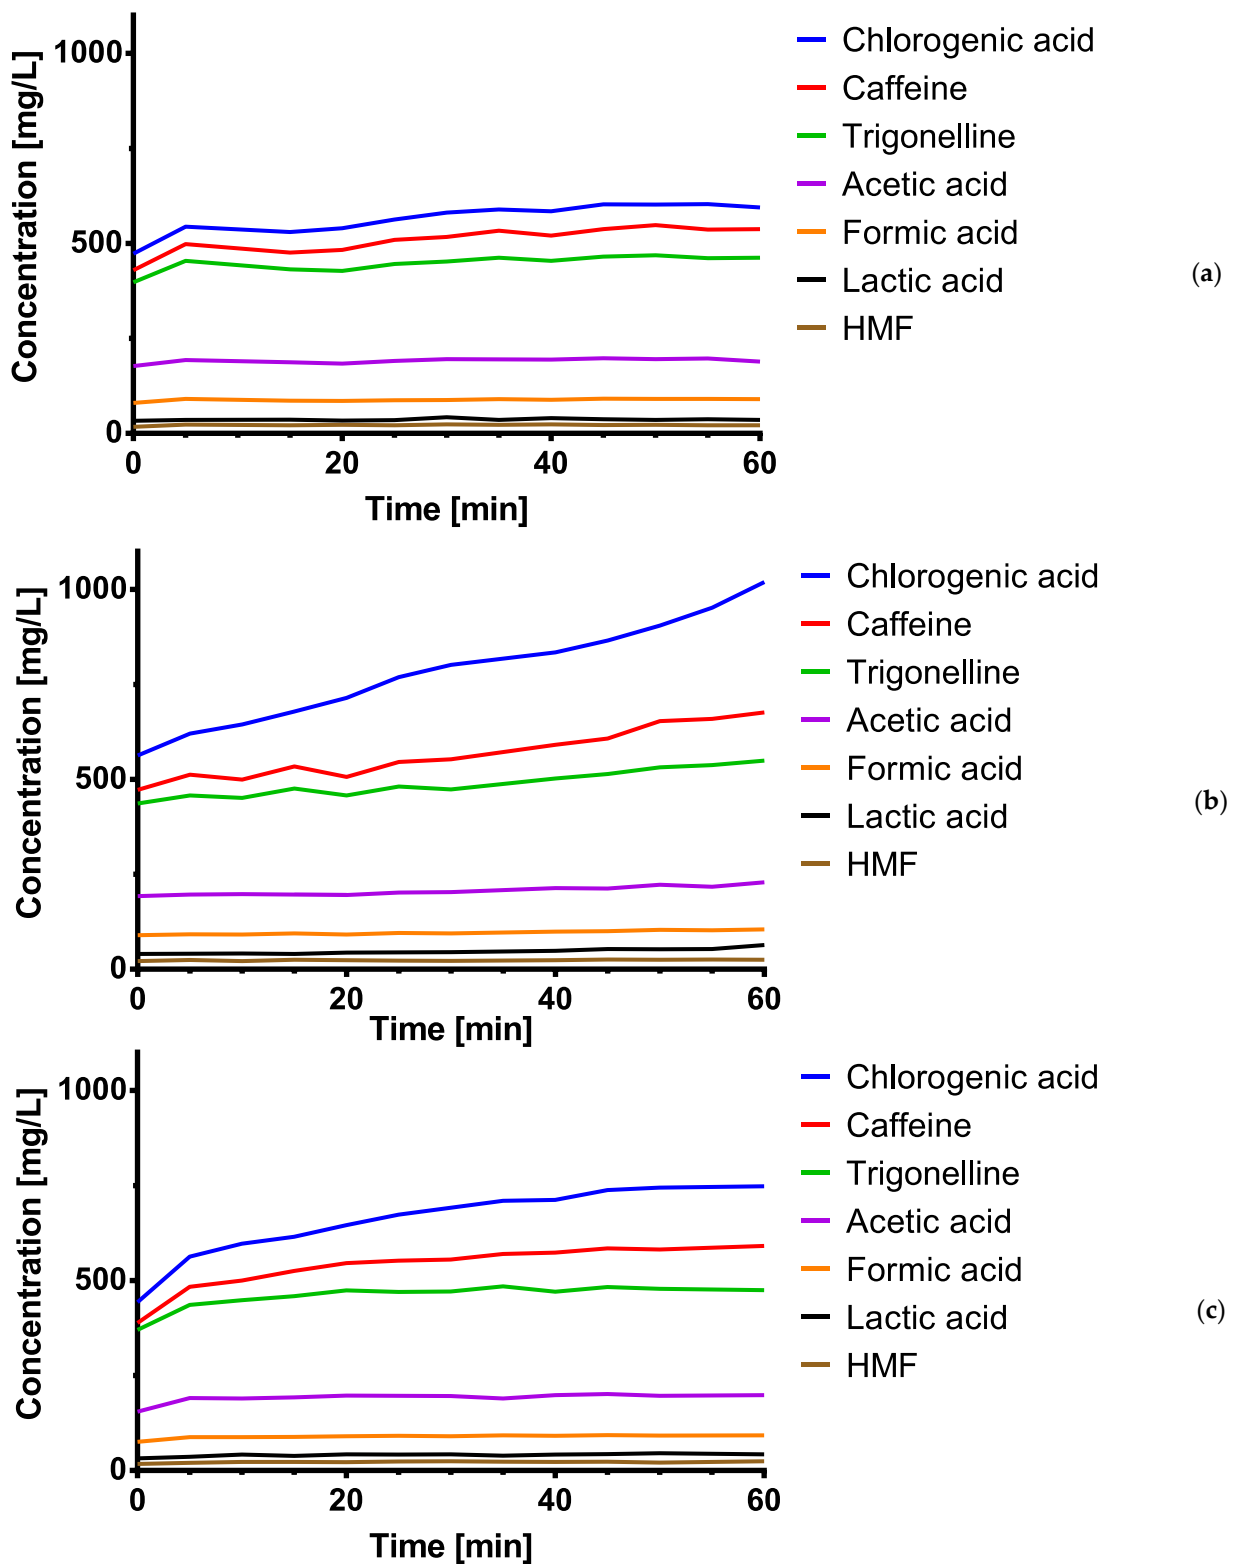 Concentration [mg/L]
1000
500
0
0
20
40
60
Time [min]
Chlorogenic acid
Caffeine
Trigonelline
Acetic acid
Formic acid
Lactic acid
HMF
(a)
Concentration [mg/L]
1000
500
0
0
20
40
60
Time [min]
Chlorogenic acid
Caffeine
Trigonelline
Acetic acid
Formic acid
Lactic acid
HMF
(b)
Concentration [mg/L]
1000
500
0
0
20
40
60
Time [min]
Chlorogenic acid
Caffeine
Trigonelline
Acetic acid
Formic acid
Lactic acid
HMF
(c)